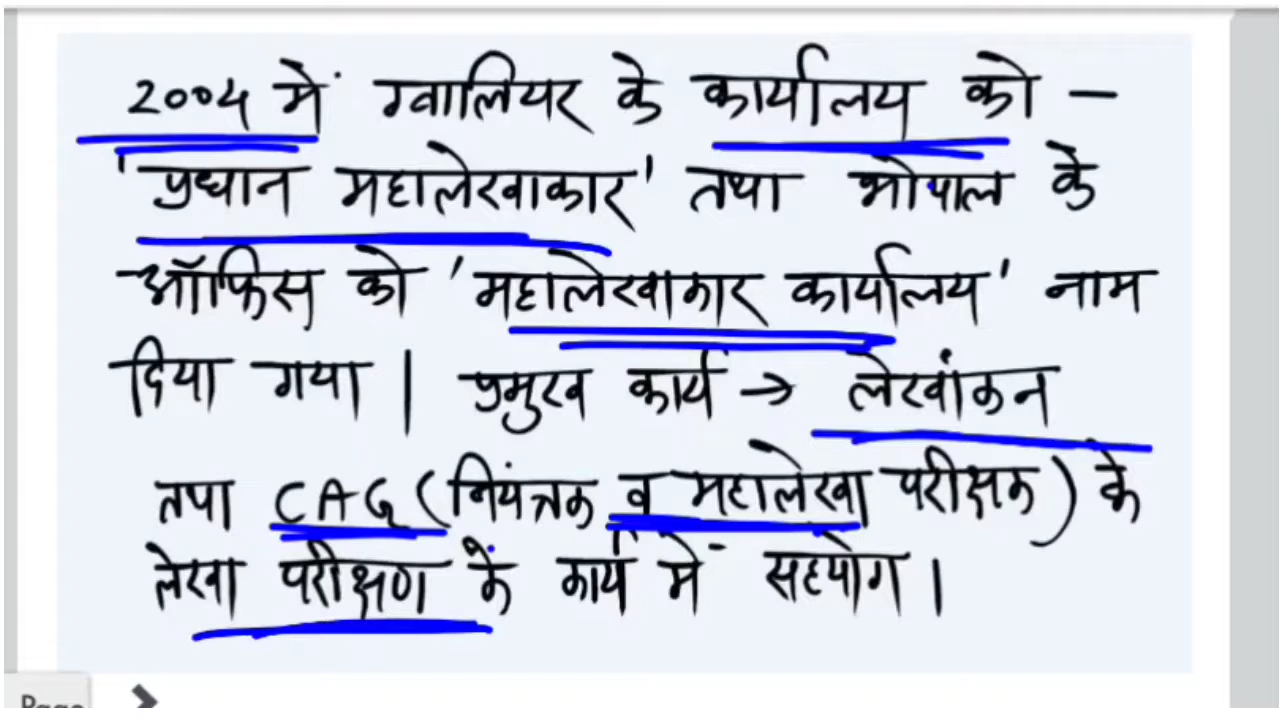 2004 में ग्वालियर के कार्यालय को -
'प्रधान महालेखाकार' तथा भोपाल के
ऑफिस को 'महालेखाकार कार्यालय' नाम
दिया गया | प्रमुख कार्य → लेखांकन
तथा CAG (नियंत्रक व महालेखा परीक्षक) के
लेखा परीक्षण के कार्य में सहयोग |
Page